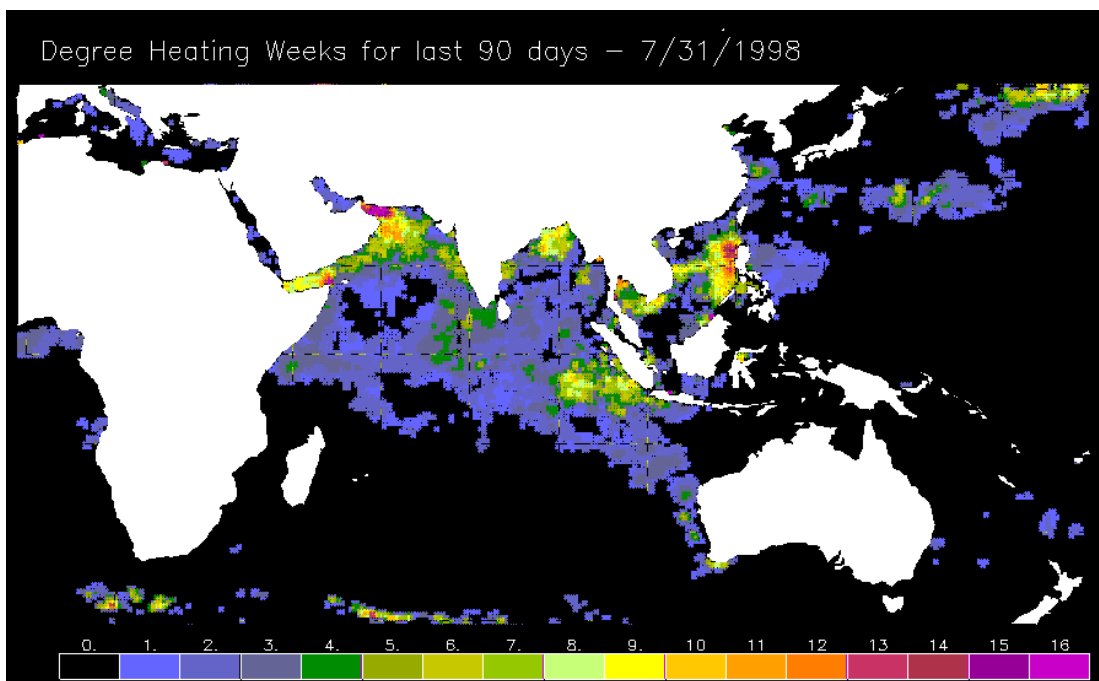 Degree Heating Weeks for last 90 days – 7/31/1998
0. 1. 2. 3. 4. 5. 6. 7. 8. 9. 10 11 12 13 14 15 16